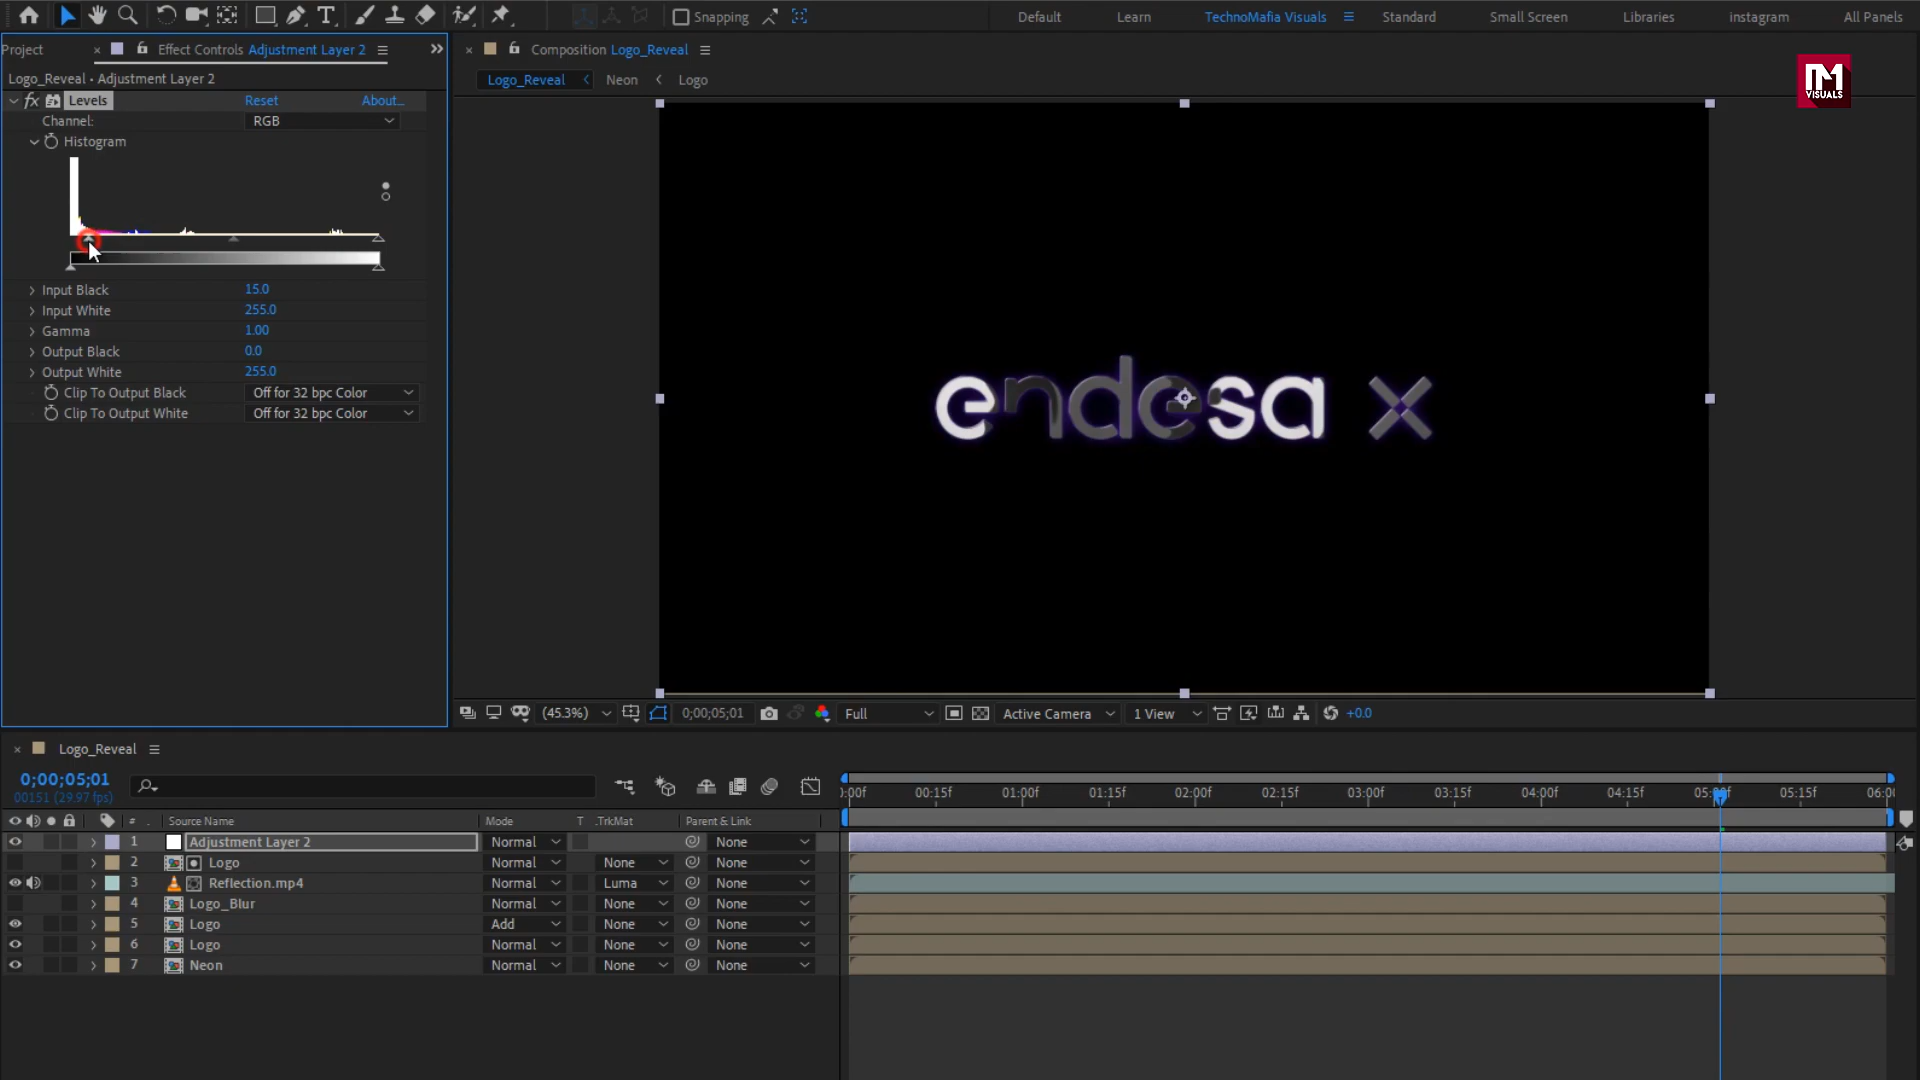 Snapping
Default
Learn
TechnoMafia Visuals
Standard
Small Screen
Libraries
instagram
All Panels
Project
Effect Controls Adjustment Layer 2
Composition Logo_Reveal
Logo_Reveal • Adjustment Layer 2
Logo_Reveal
Neon
Logo
VISUALS
fx Levels
Reset
About...
Channel:
RGB
Histogram
Input Black
15.0
Input White
255.0
Gamma
1.00
Output Black
0.0
Output White
255.0
Clip To Output Black
Off for 32 bpc Color
Clip To Output White
Off for 32 bpc Color
endesa x
(45.3%)
0;00;05;01
Full
Active Camera
1 View
+0.0
Logo_Reveal
0;00;05;01
00151 (29.97 fps)
:00f 00:15f 01:00f 01:15f 02:00f 02:15f 03:00f 03:15f 04:00f 04:15f 05:00f 05:15f 06:00
# Source Name Mode T .TrkMat Parent & Link
1 Adjustment Layer 2 Normal None
2 Logo Normal None None
3 Reflection.mp4 Normal Luma None
4 Logo_Blur Normal None None
5 Logo Add None None
6 Logo Normal None None
7 Neon Normal None None